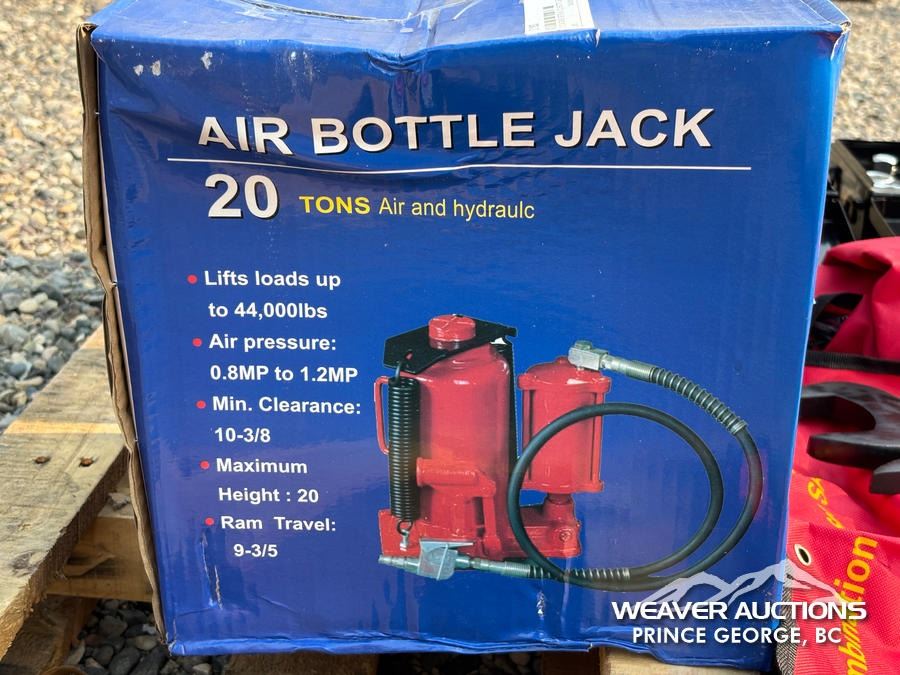 AIR BOTTLE JACK
20 TONS Air and hydraulc
Lifts loads up
to 44,000lbs
Air pressure:
0.8MP to 1.2MP
Min. Clearance:
10-3/8
Maximum
Height : 20
Ram Travel:
9-3/5
WEAVER AUCTIONS
PRINCE GEORGE, BC